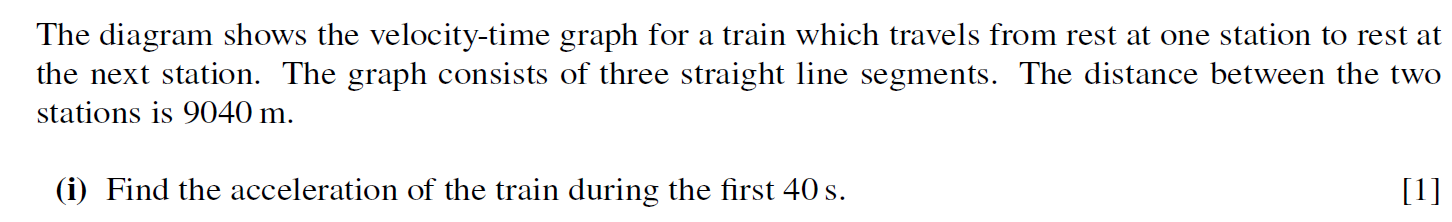 The diagram shows the velocity-time graph for a train which travels from rest at one station to rest at
the next station. The graph consists of three straight line segments. The distance between the two
stations is 9040 m.
(i) Find the acceleration of the train during the first 40 s. [1]